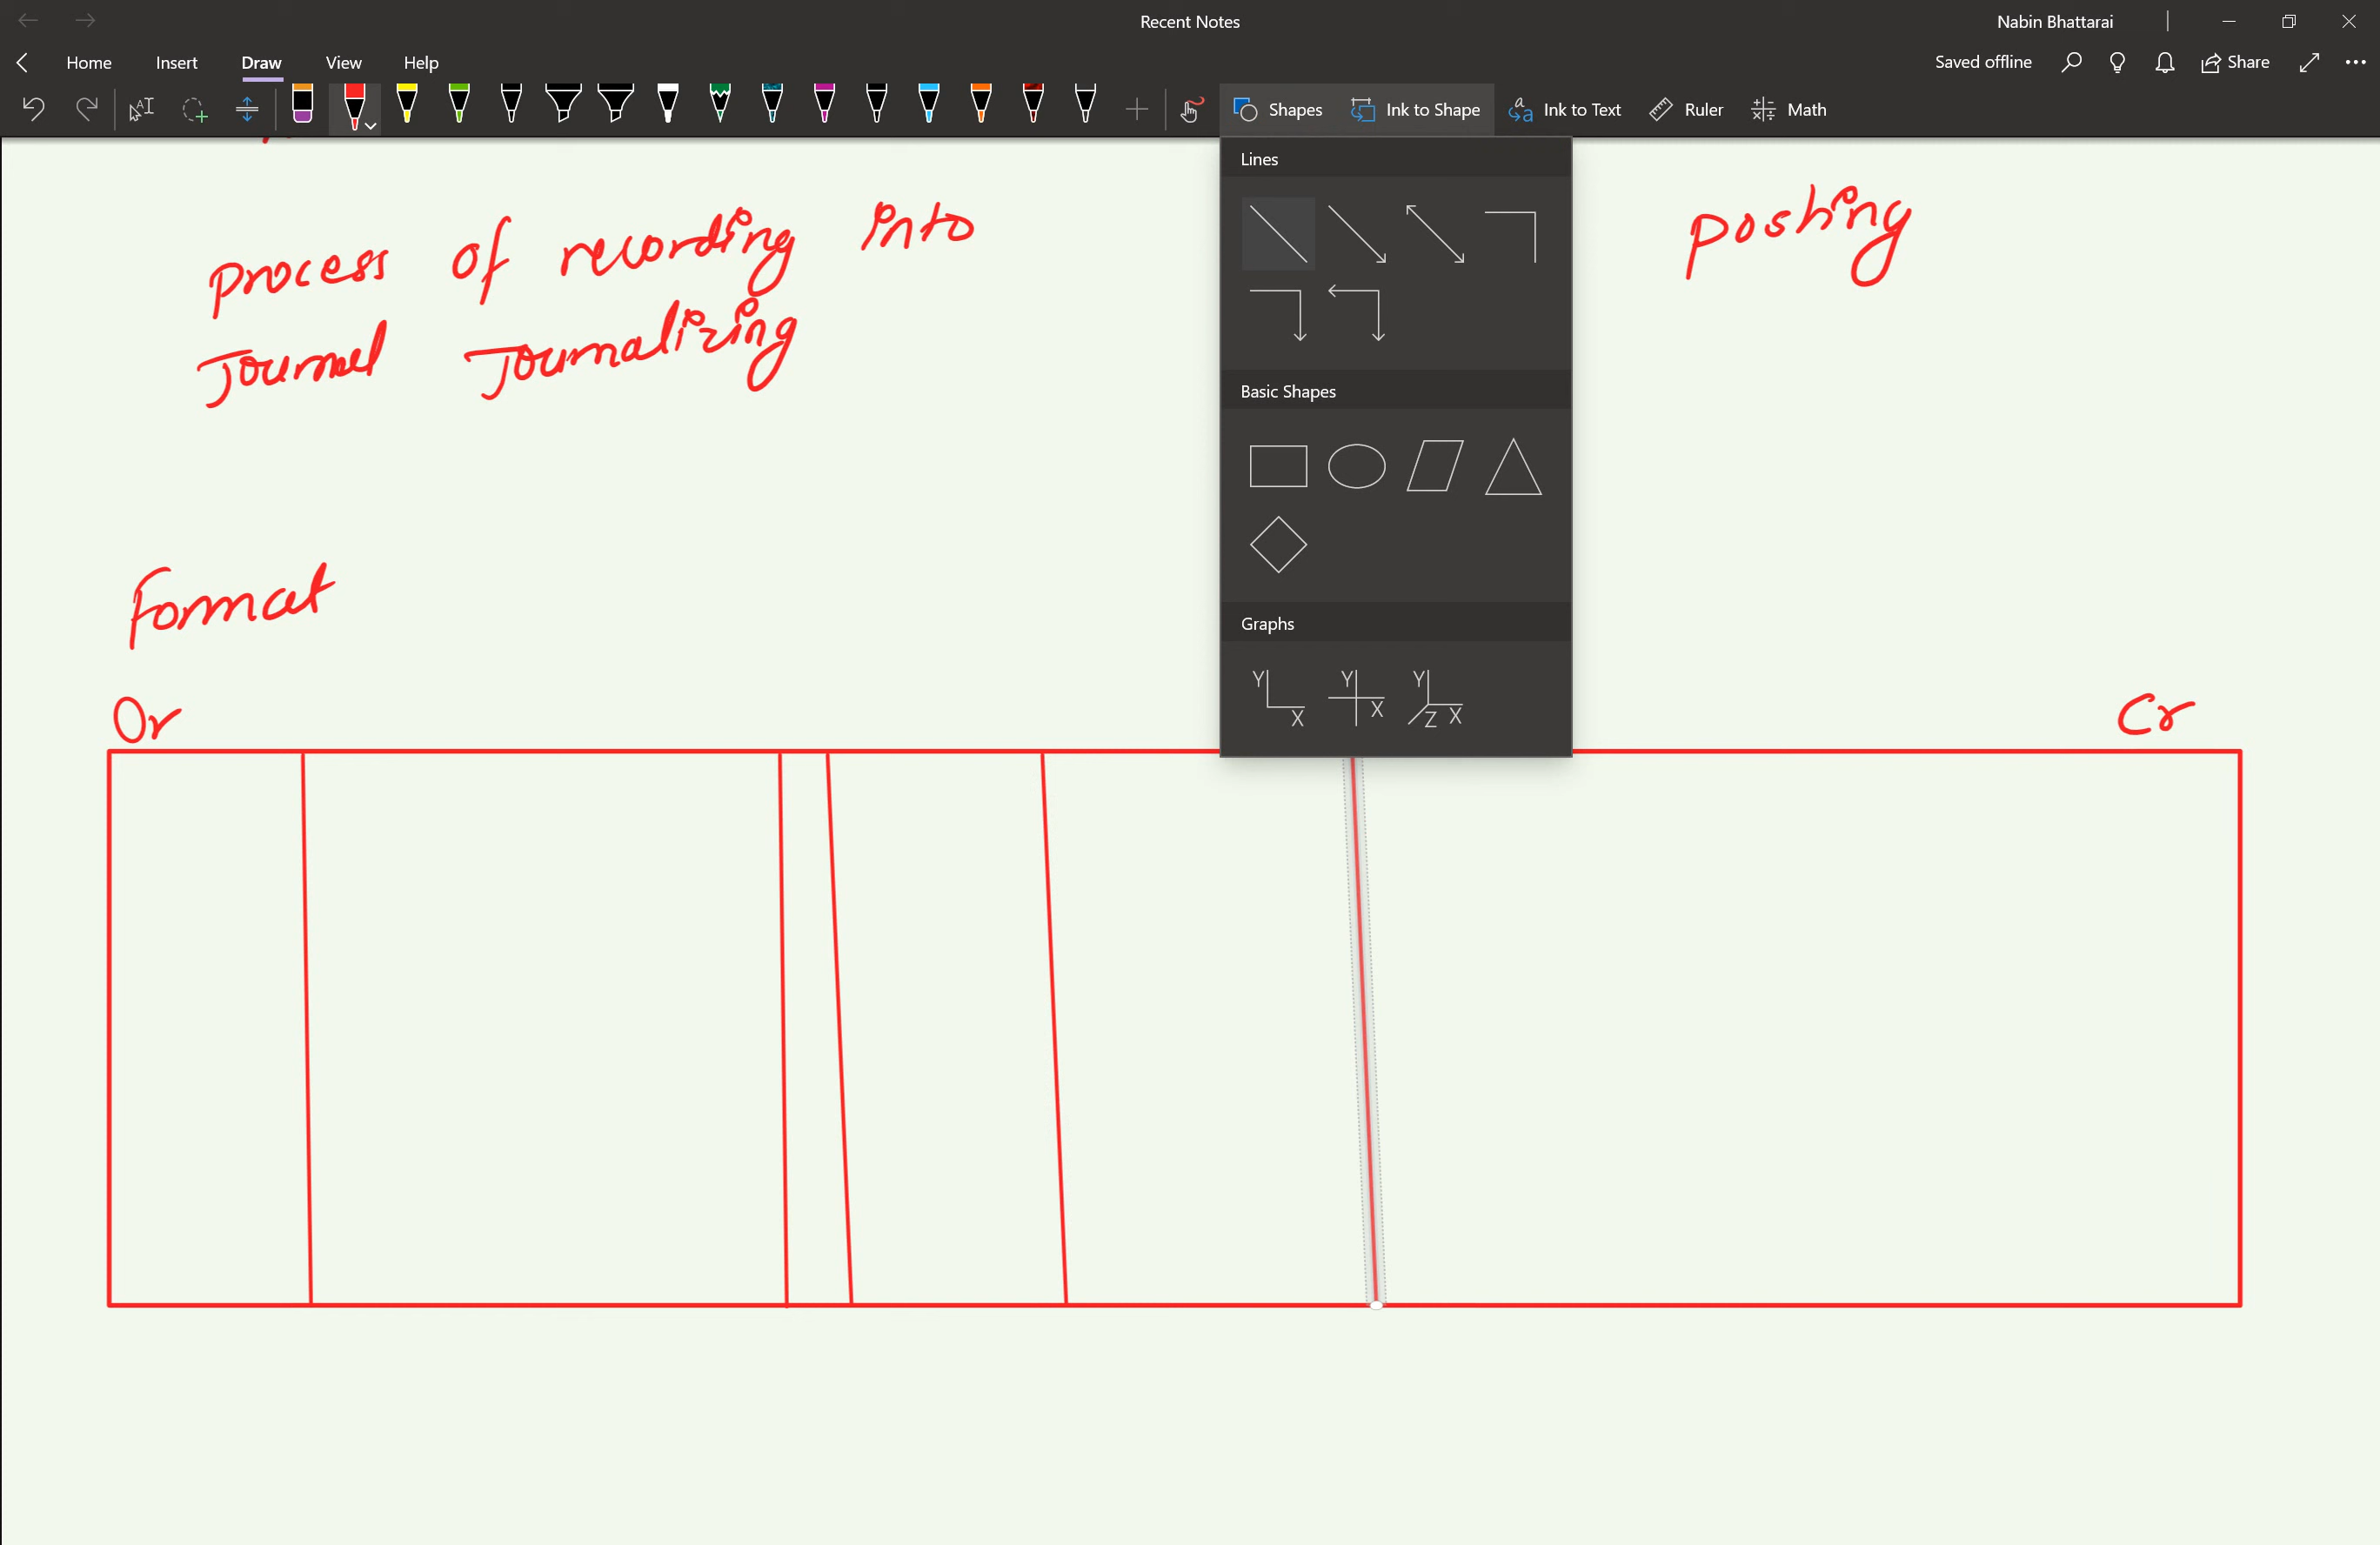 Recent Notes
Nabin Bhattarai
Home Insert Draw View Help
Saved offline
Share
Shapes Ink to Shape Ink to Text Ruler Math
Lines
process of recording into
Journal Journalizing
posting
Basic Shapes
Format
Graphs
Y X Y X Y Z X
Dr
Cr